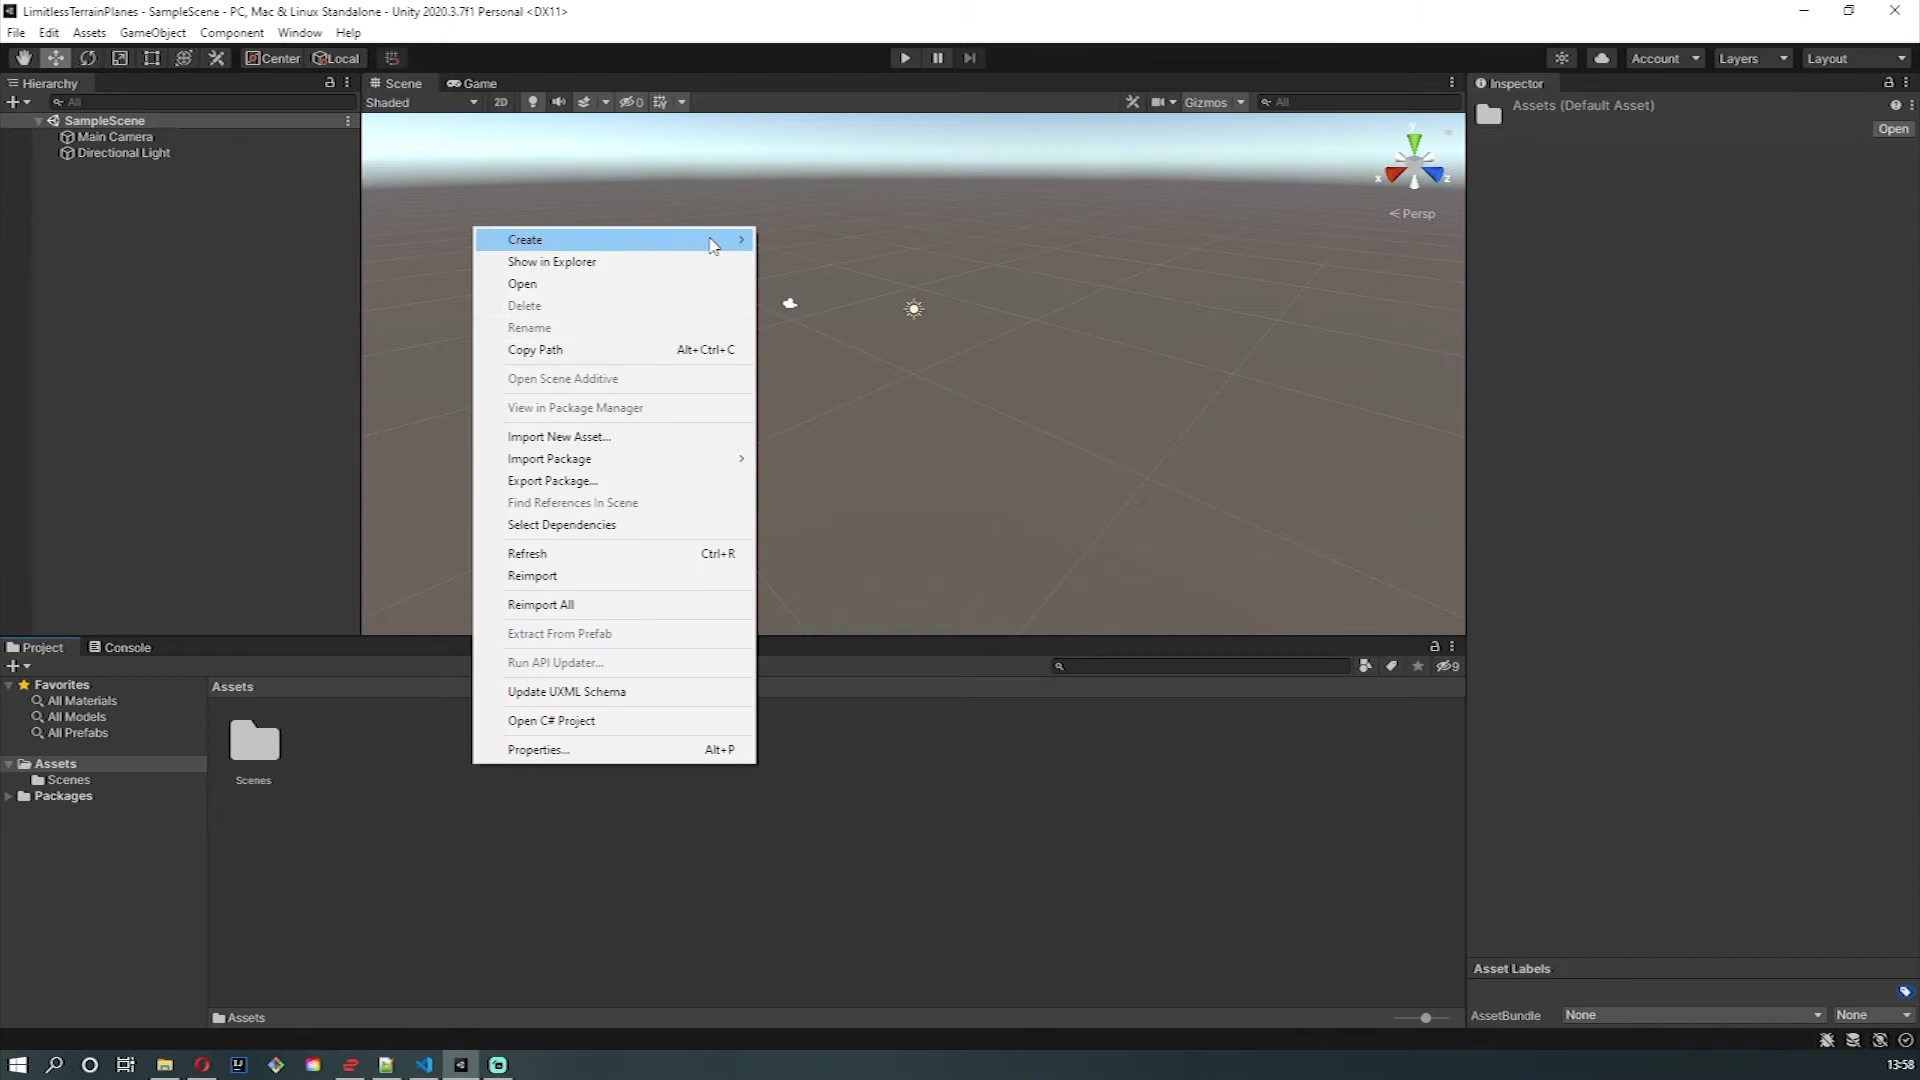 LimitlessTerrainPlanes - SampleScene - PC, Mac & Linux Standalone - Unity 2020.3.7f1 Personal <DX11>
File Edit Assets GameObject Component Window Help
Center Local Account Layers Layout
Hierarchy
All
SampleScene
Main Camera
Directional Light
Scene Game
Shaded 2D 0 Gizmos All
y
x z
Persp
Inspector
Assets (Default Asset)
Open
Create
Show in Explorer
Open
Delete
Rename
Copy Path Alt+Ctrl+C
Open Scene Additive
View in Package Manager
Import New Asset...
Import Package
Export Package...
Find References In Scene
Select Dependencies
Refresh Ctrl+R
Reimport
Reimport All
Extract From Prefab
Run API Updater...
Update UXML Schema
Open C# Project
Properties... Alt+P
Project Console
9
Favorites
All Materials
All Models
All Prefabs
Assets
Scenes
Packages
Assets
Scenes
Assets
Asset Labels
AssetBundle None None
13:58